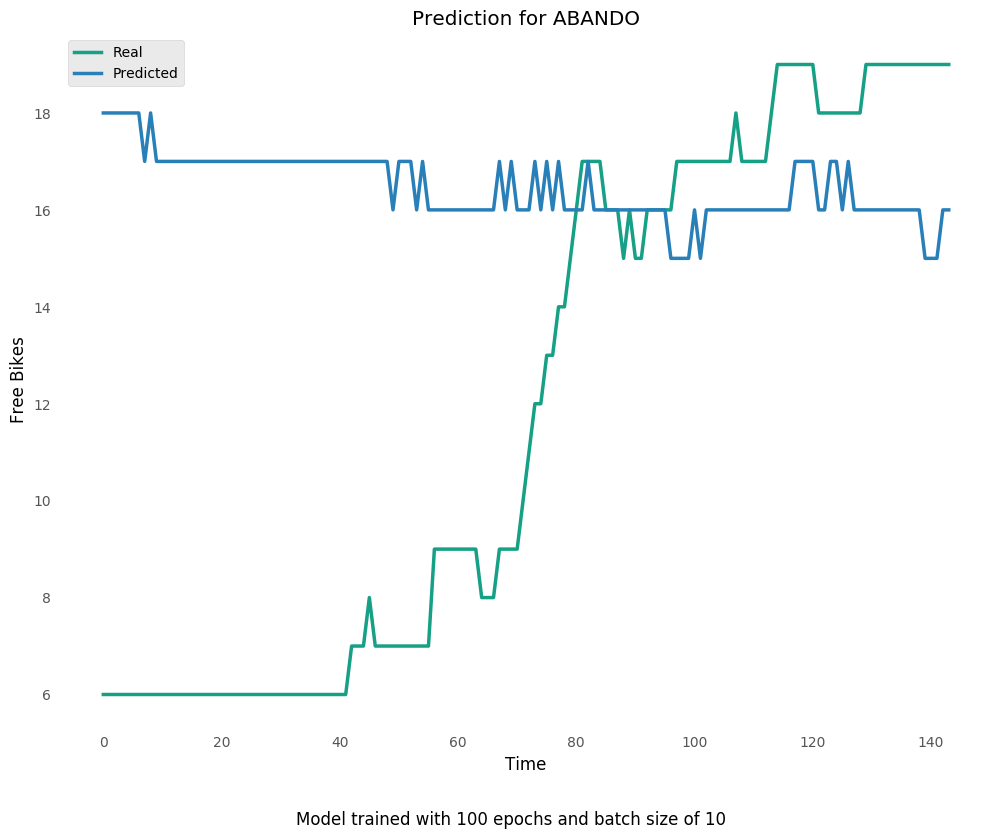 Prediction for ABANDO
Real
Predicted
18
16
14
12
10
8
6
Free Bikes
0 20 40 60 80 100 120 140
Time
Model trained with 100 epochs and batch size of 10